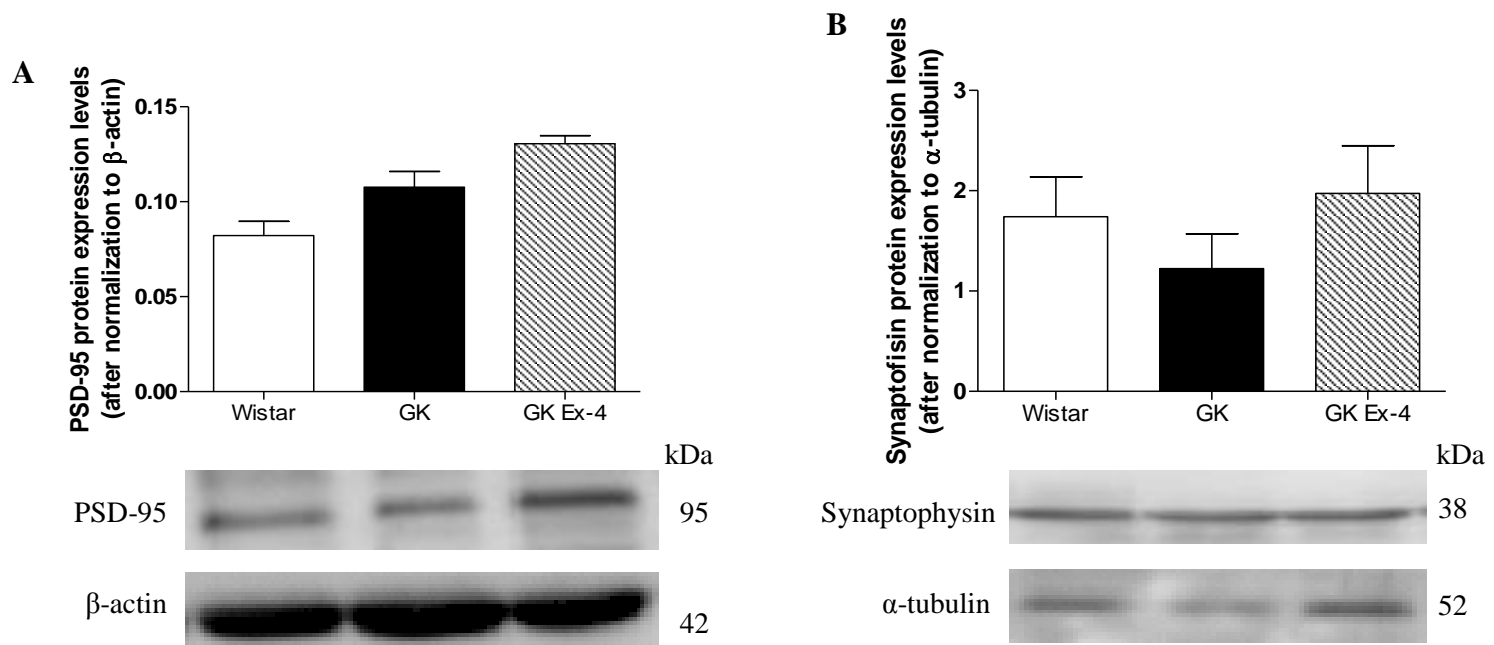 A
PSD-95 protein expression levels
(after normalization to β-actin)
0.15
0.10
0.05
0.00
Wistar GK GK Ex-4
kDa
PSD-95 95
β-actin 42
B
Synaptofisin protein expression levels
(after normalization to α-tubulin)
3
2
1
0
Wistar GK GK Ex-4
kDa
Synaptophysin 38
α-tubulin 52